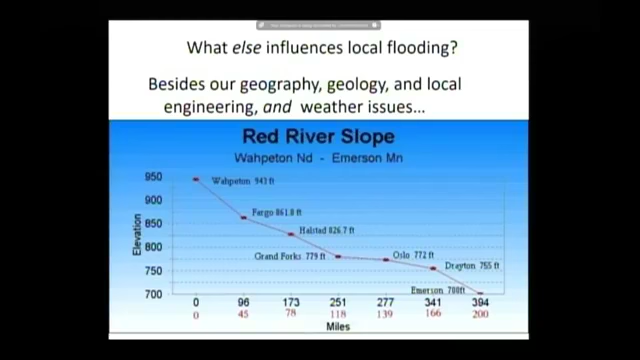 What else influences local flooding?
Besides our geography, geology, and local
engineering, and weather issues...
Red River Slope
Wahpeton Nd - Emerson Mn
Elevation
950
900
850
800
750
700
Wahpeton 943 ft
Fargo 861.8 ft
Halstad 826.7 ft
Grand Forks 779 ft
Oslo 772 ft
Drayton 755 ft
Emerson 700ft
0 96 173 251 277 341 394
0 45 78 118 139 166 200
Miles